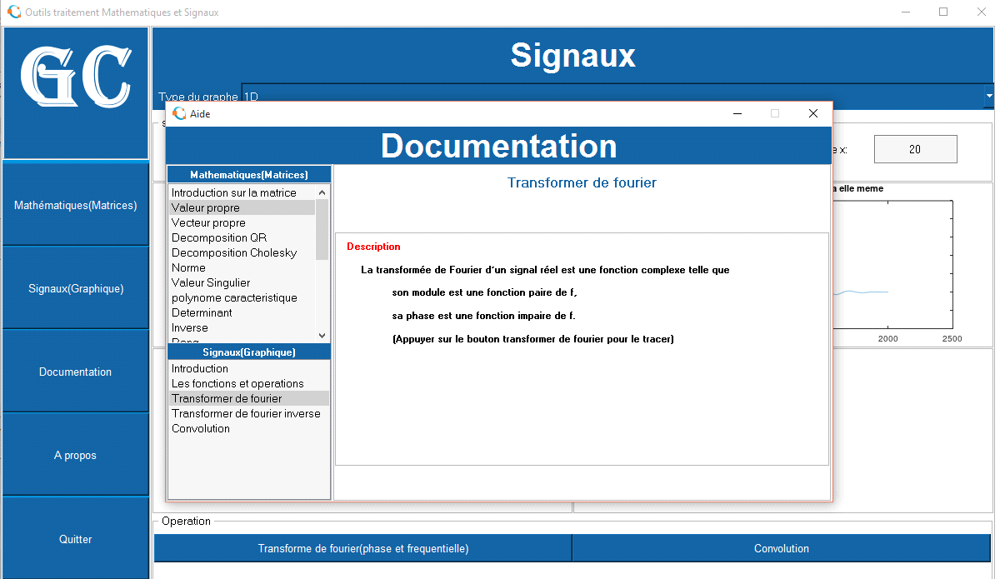 Outils traitement Mathematiques et Signaux
GC
Signaux
Type du graphe 1D
Mathématiques(Matrices)
Signaux(Graphique)
Documentation
A propos
Quitter
Aide
Documentation
Mathematiques(Matrices)
Introduction sur la matrice
Valeur propre
Vecteur propre
Decomposition QR
Decomposition Cholesky
Norme
Valeur Singulier
polynome caracteristique
Determinant
Inverse
Rang
Signaux(Graphique)
Introduction
Les fonctions et operations
Transformer de fourier
Transformer de fourier inverse
Convolution
Transformer de fourier
Description
La transformée de Fourier d'un signal réel est une fonction complexe telle que
son module est une fonction paire de f,
sa phase est une fonction impaire de f.
(Appuyer sur le bouton transformer de fourier pour le tracer)
x: 20
elle meme
2000 2500
Operation
Transforme de fourier(phase et frequentielle)
Convolution